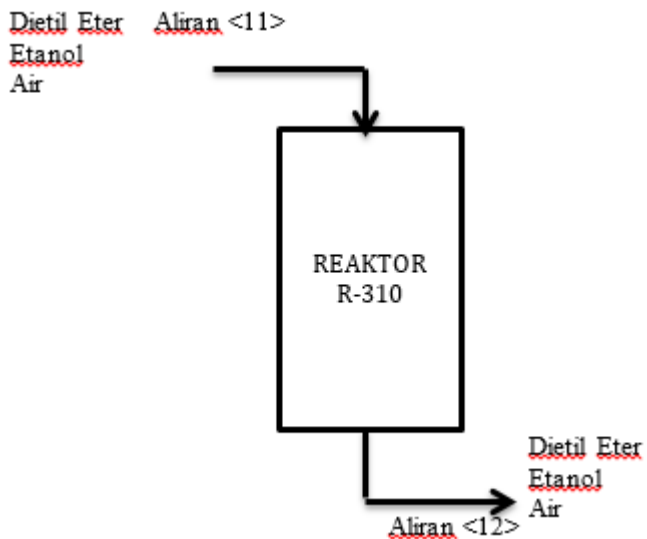 Dietil Eter Aliran <11>
Etanol
Air
REAKTOR
R-310
Dietil Eter
Etanol
Air
Aliran <12>